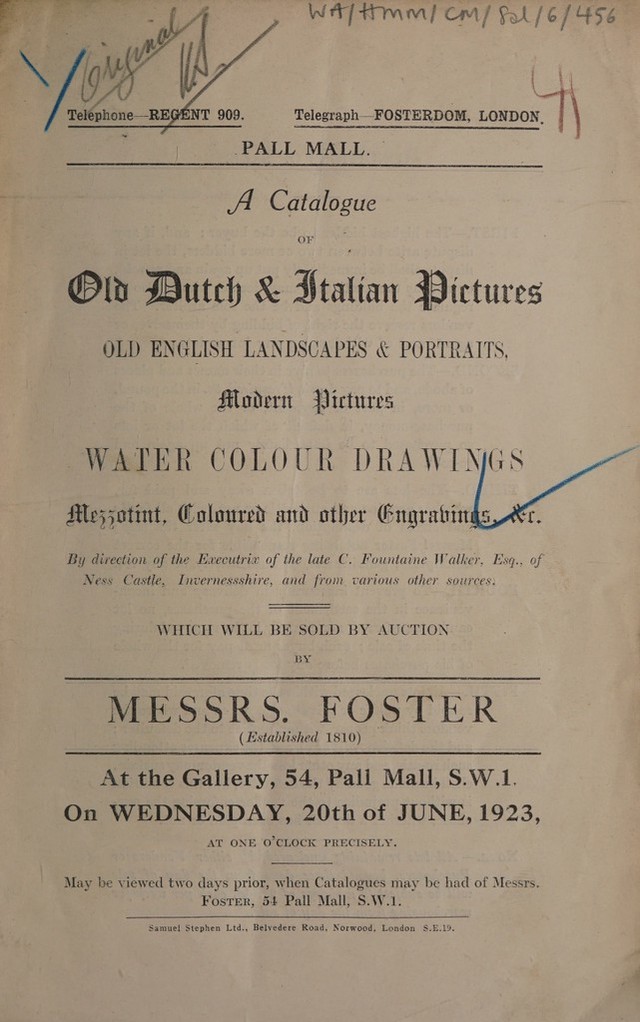 WA/HMM/CM/Sal/6/456
Original
Telephone—REGENT 909. Telegraph—FOSTERDOM, LONDON.
PALL MALL.
A Catalogue
OF
Old Dutch & Italian Pictures
OLD ENGLISH LANDSCAPES & PORTRAITS,
Modern Pictures
WATER COLOUR DRAWINGS
Mezzotint, Coloured and other Engravings, &c.
By direction of the Executrix of the late C. Fountaine Walker, Esq., of
Ness Castle, Invernessshire, and from various other sources.
WHICH WILL BE SOLD BY AUCTION
BY
MESSRS. FOSTER
(Established 1810)
At the Gallery, 54, Pall Mall, S.W.1.
On WEDNESDAY, 20th of JUNE, 1923,
AT ONE O'CLOCK PRECISELY.
May be viewed two days prior, when Catalogues may be had of Messrs.
FOSTER, 54 Pall Mall, S.W.1.
Samuel Stephen Ltd., Belvedere Road, Norwood, London S.E.19.